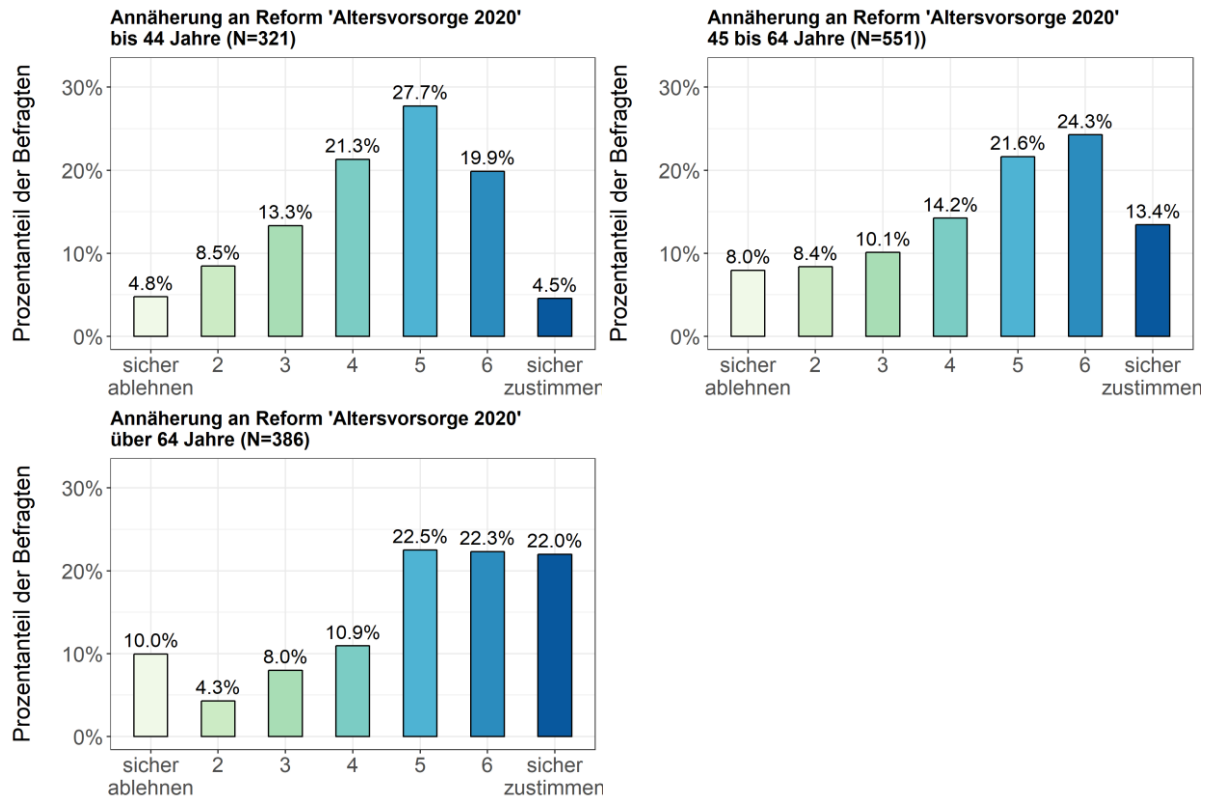 Annäherung an Reform 'Altersvorsorge 2020'
bis 44 Jahre (N=321)
Prozentanteil der Befragten
30%
20%
10%
0%
4.8%
8.5%
13.3%
21.3%
27.7%
19.9%
4.5%
sicher 2 3 4 5 6 sicher
ablehnen zustimmen
Annäherung an Reform 'Altersvorsorge 2020'
45 bis 64 Jahre (N=551))
Prozentanteil der Befragten
30%
20%
10%
0%
8.0%
8.4%
10.1%
14.2%
21.6%
24.3%
13.4%
sicher 2 3 4 5 6 sicher
ablehnen zustimmen
Annäherung an Reform 'Altersvorsorge 2020'
über 64 Jahre (N=386)
Prozentanteil der Befragten
30%
20%
10%
0%
10.0%
4.3%
8.0%
10.9%
22.5%
22.3%
22.0%
sicher 2 3 4 5 6 sicher
ablehnen zustimmen